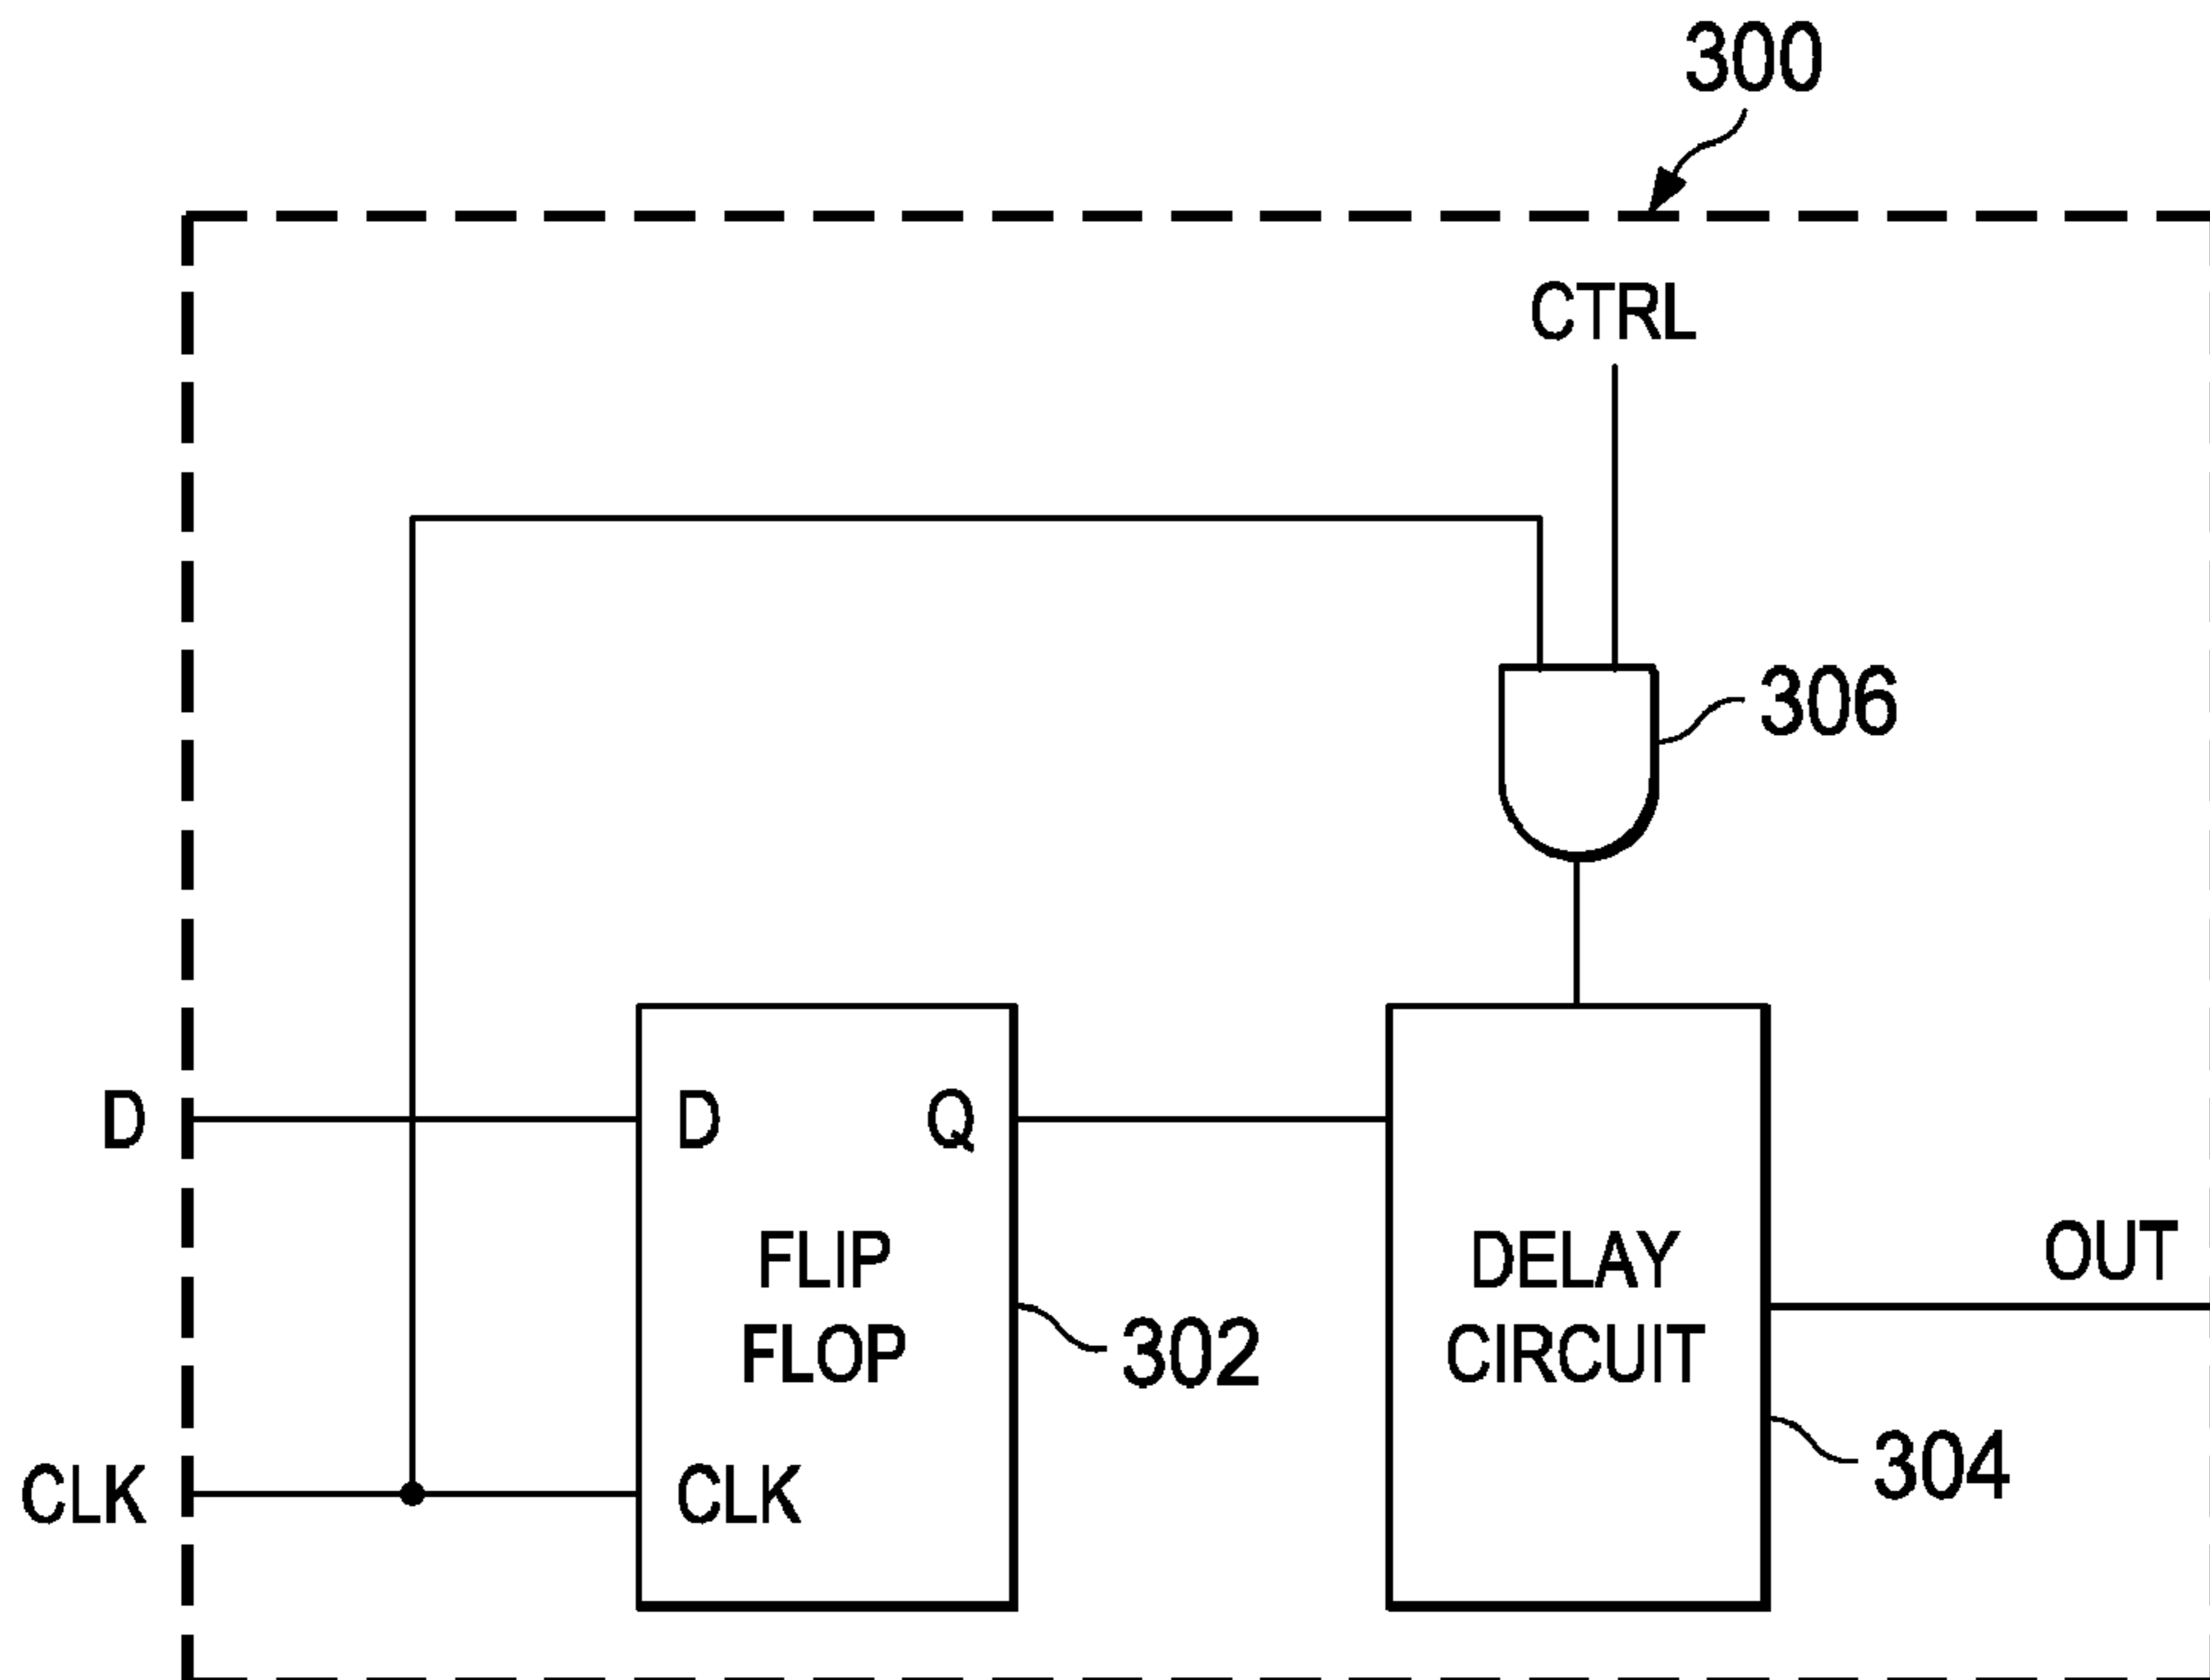 300
CTRL
306
D
D
Q
FLIP
FLOP
302
DELAY
CIRCUIT
OUT
CLK
CLK
304